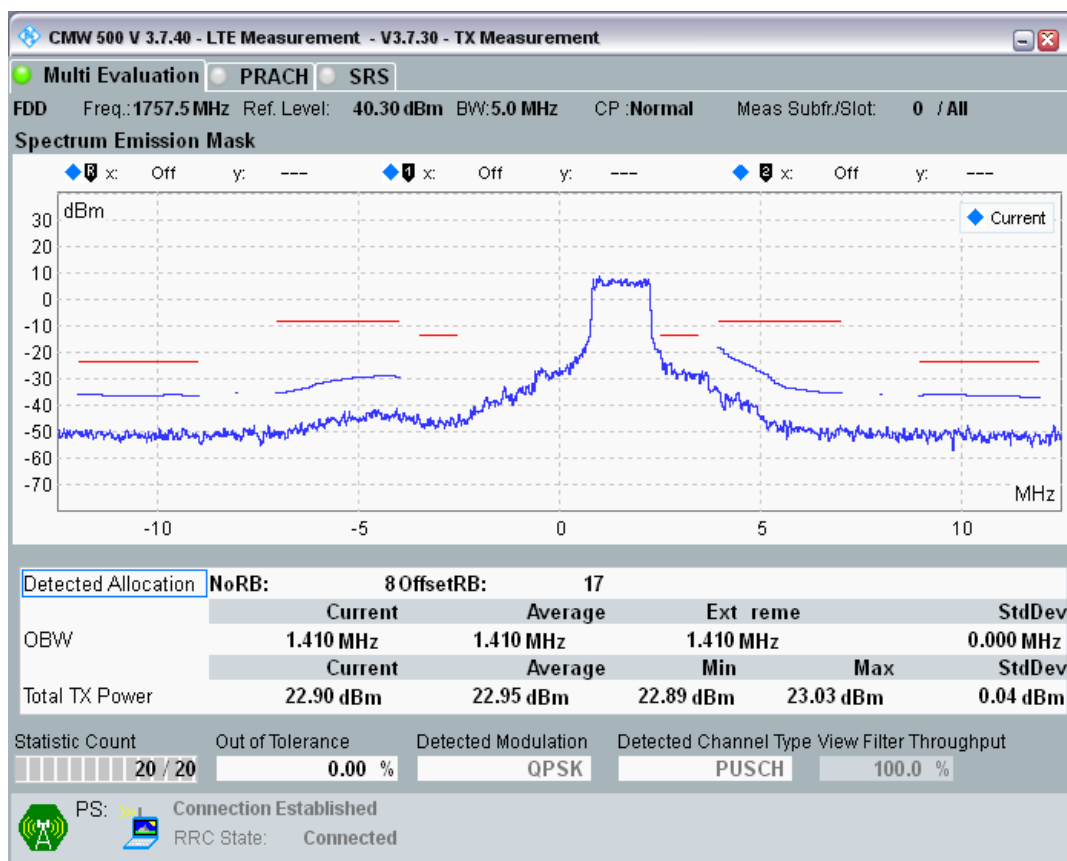 CMW 500 V 3.7.40 - LTE Measurement - V3.7.30 - TX Measurement
Multi Evaluation PRACH SRS
FDD Freq.: 1757.5 MHz Ref. Level: 40.30 dBm BW: 5.0 MHz CP : Normal Meas Subfr./Slot: 0 / All
Spectrum Emission Mask
R x: Off y: --- 1 x: Off y: --- 2 x: Off y: ---
dBm
Current
30
20
10
0
-10
-20
-30
-40
-50
-60
-70
MHz
-10 -5 0 5 10
Detected Allocation NoRB: 8 OffsetRB: 17
Current Average Ext reme StdDev
OBW 1.410 MHz 1.410 MHz 1.410 MHz 0.000 MHz
Current Average Min Max StdDev
Total TX Power 22.90 dBm 22.95 dBm 22.89 dBm 23.03 dBm 0.04 dBm
Statistic Count Out of Tolerance Detected Modulation Detected Channel Type View Filter Throughput
20 / 20 0.00 % QPSK PUSCH 100.0 %
PS: Connection Established
RRC State: Connected